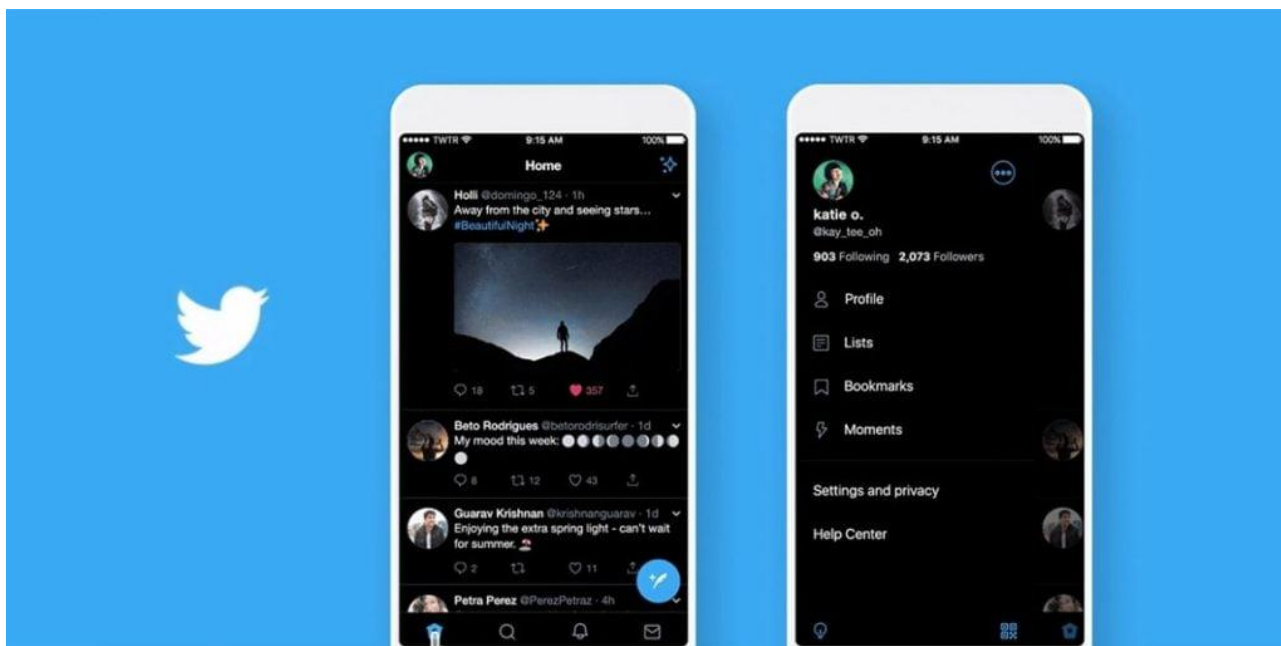 TWTR
9:15 AM
100%
Home
Holli @domingo_124 · 1h
Away from the city and seeing stars...
#BeautifulNight✨
18
5
357
Beto Rodrigues @betorodrisurfer · 1d
My mood this week: 🌕🌖🌗🌘🌑🌒🌓🌔
🌕
8
12
43
Guarav Krishnan @krishnanguarav · 1d
Enjoying the extra spring light - can't wait
for summer. 🏖
2
11
Petra Perez @PerezPetraz · 4h
TWTR
9:15 AM
100%
katie o.
@kay_tee_oh
903 Following 2,073 Followers
Profile
Lists
Bookmarks
Moments
Settings and privacy
Help Center